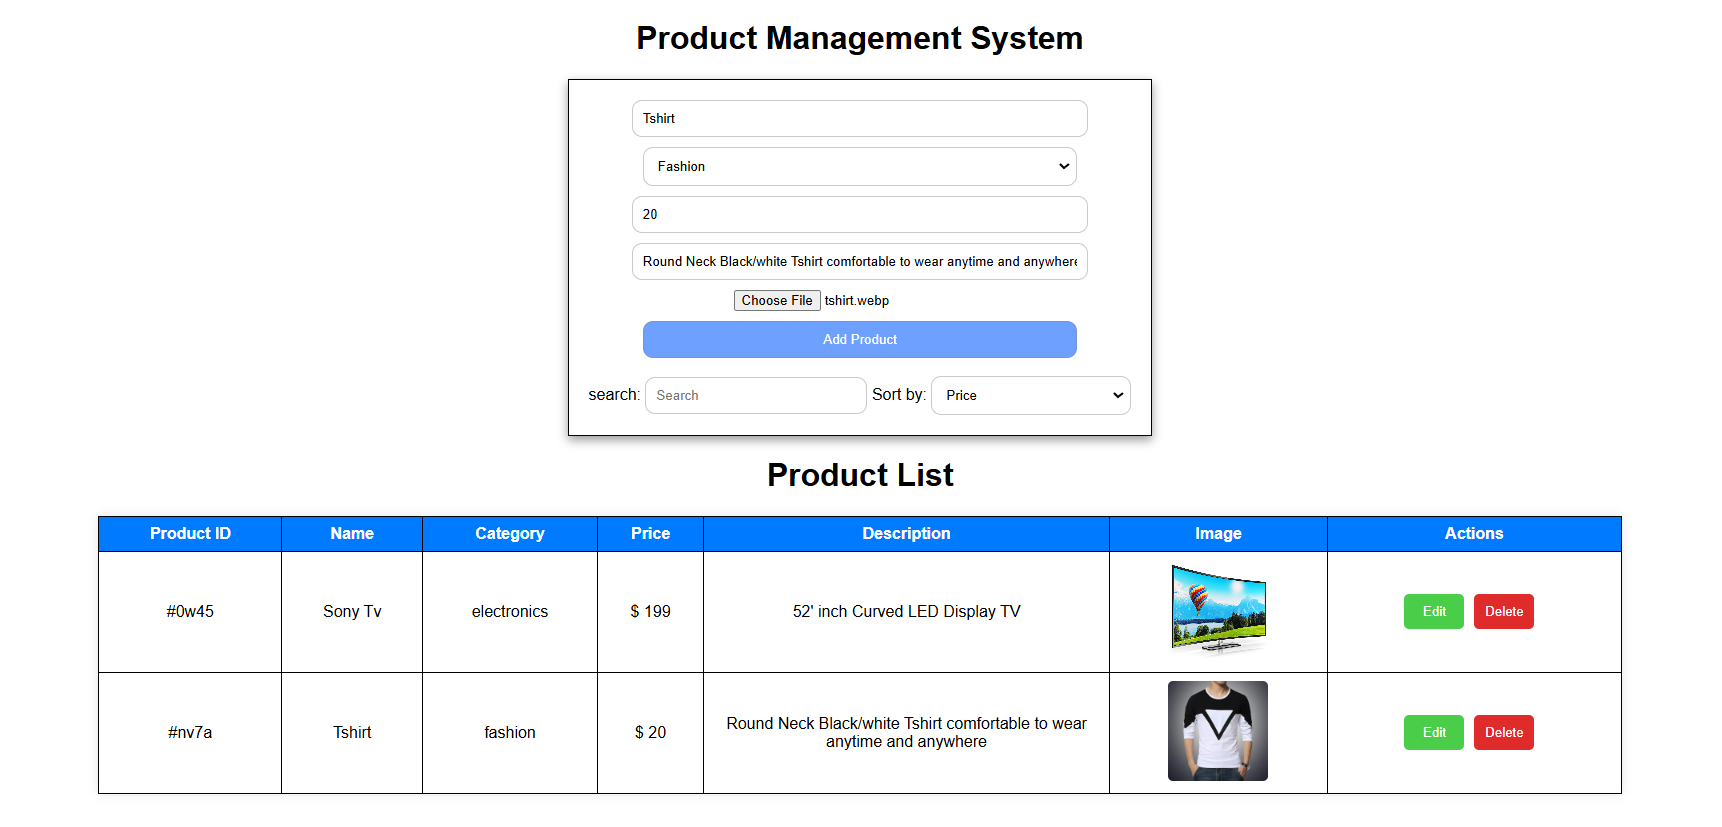 Product Management System
Tshirt
Fashion
20
Round Neck Black/white Tshirt comfortable to wear anytime and anywhere
Choose File tshirt.webp
Add Product
search: Search Sort by: Price
Product List
Product ID Name Category Price Description Image Actions
#0w45 Sony Tv electronics $ 199 52' inch Curved LED Display TV Edit Delete
#nv7a Tshirt fashion $ 20 Round Neck Black/white Tshirt comfortable to wear
anytime and anywhere Edit Delete